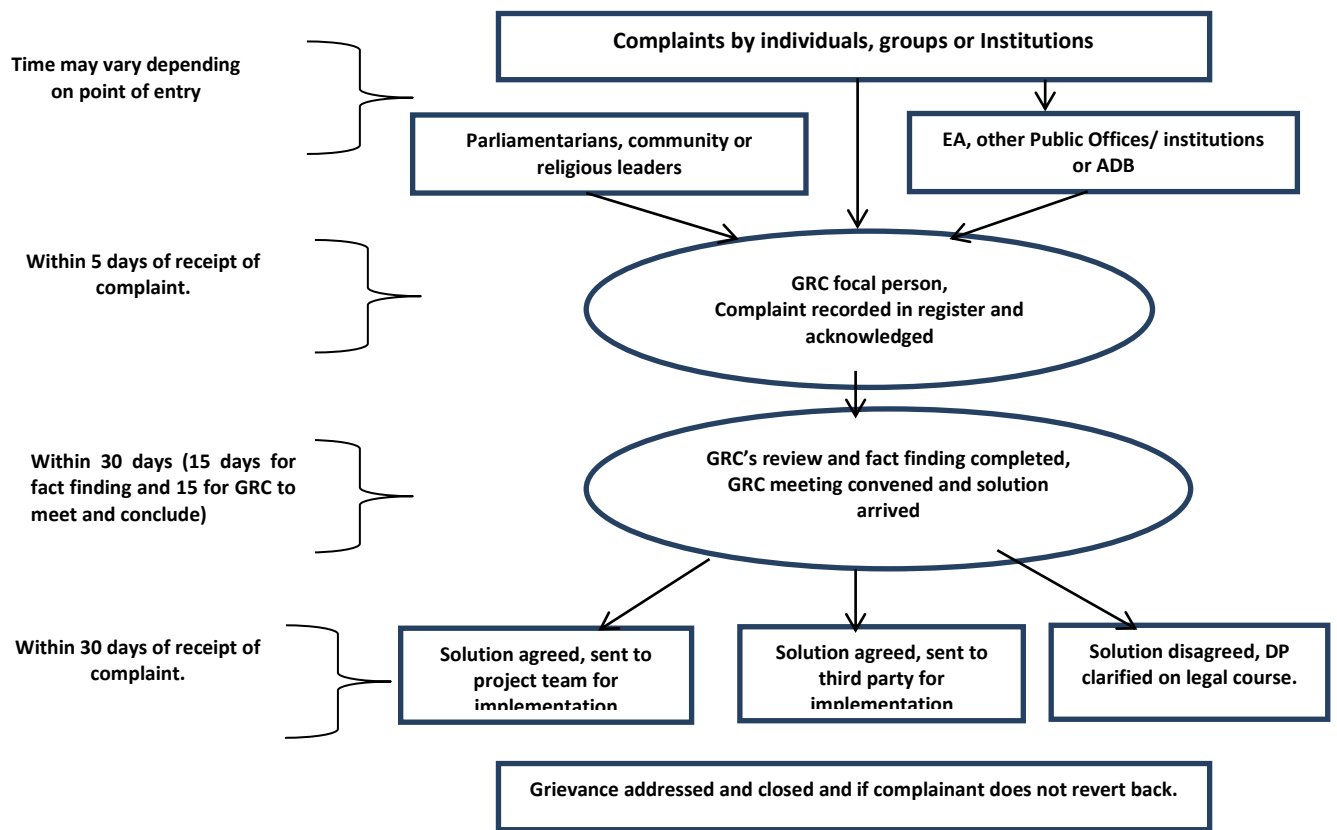 Complaints by individuals, groups or Institutions
Time may vary depending
on point of entry
Parliamentarians, community or
religious leaders
EA, other Public Offices/ institutions
or ADB
Within 5 days of receipt of
complaint.
GRC focal person,
Complaint recorded in register and
acknowledged
Within 30 days (15 days for
fact finding and 15 for GRC to
meet and conclude)
GRC’s review and fact finding completed,
GRC meeting convened and solution
arrived
Within 30 days of receipt of
complaint.
Solution agreed, sent to
project team for
implementation
Solution agreed, sent to
third party for
implementation
Solution disagreed, DP
clarified on legal course.
Grievance addressed and closed and if complainant does not revert back.